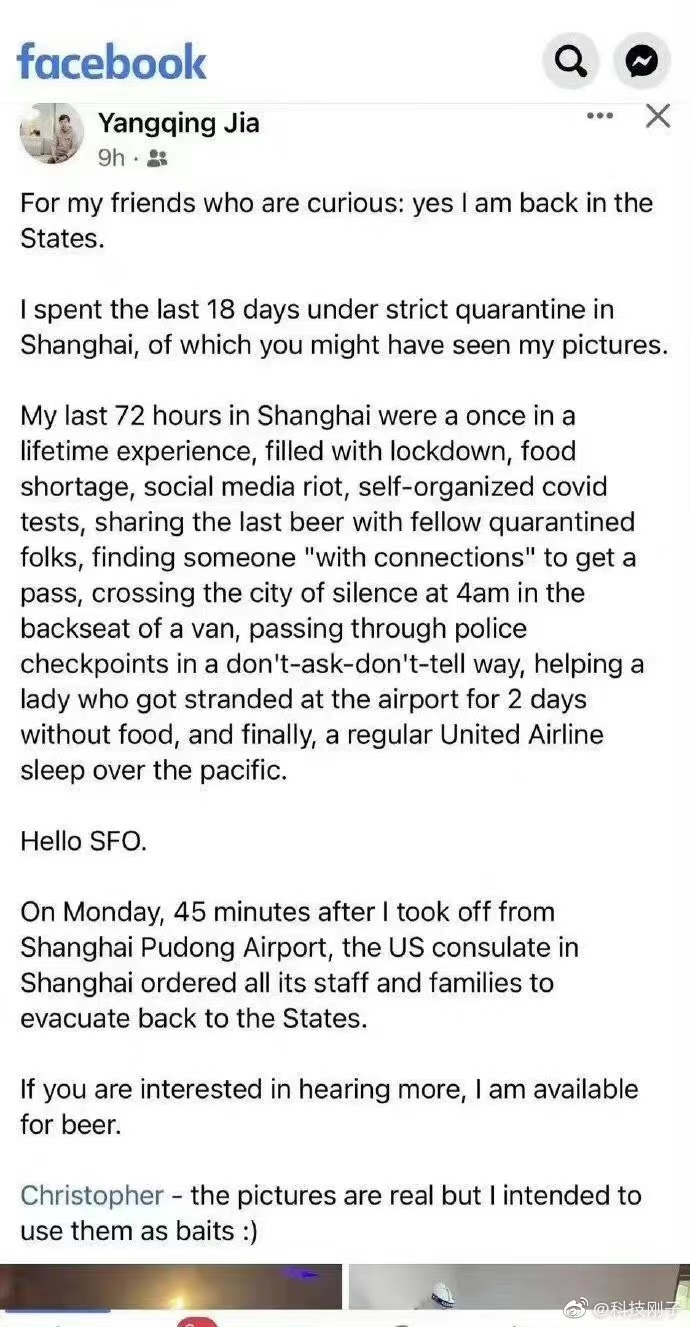 facebook
Yangqing Jia
9h ·
For my friends who are curious: yes I am back in the
States.
I spent the last 18 days under strict quarantine in
Shanghai, of which you might have seen my pictures.
My last 72 hours in Shanghai were a once in a
lifetime experience, filled with lockdown, food
shortage, social media riot, self-organized covid
tests, sharing the last beer with fellow quarantined
folks, finding someone "with connections" to get a
pass, crossing the city of silence at 4am in the
backseat of a van, passing through police
checkpoints in a don't-ask-don't-tell way, helping a
lady who got stranded at the airport for 2 days
without food, and finally, a regular United Airline
sleep over the pacific.
Hello SFO.
On Monday, 45 minutes after I took off from
Shanghai Pudong Airport, the US consulate in
Shanghai ordered all its staff and families to
evacuate back to the States.
If you are interested in hearing more, I am available
for beer.
Christopher - the pictures are real but I intended to
use them as baits :)
@科技刚子